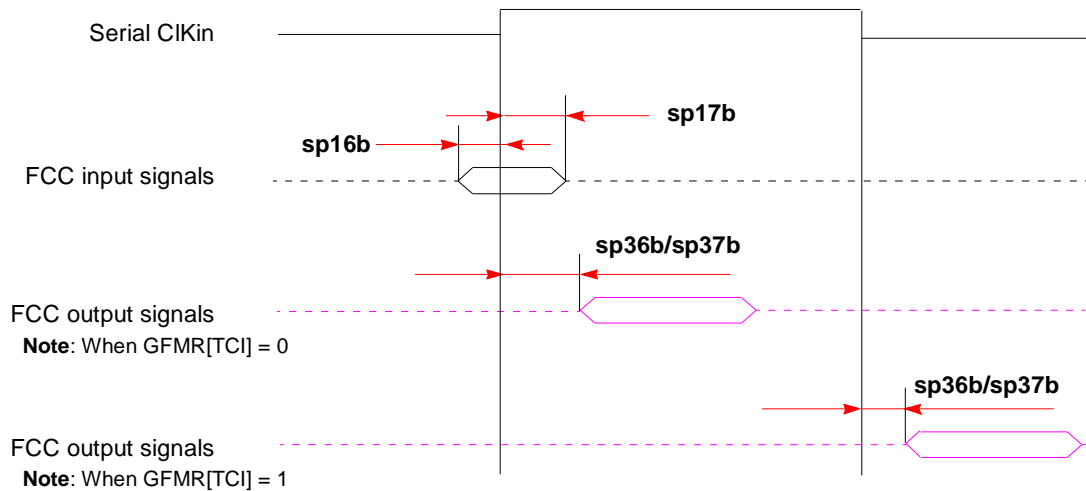 Serial ClKin
sp17b
sp16b
FCC input signals
sp36b/sp37b
FCC output signals
Note: When GFMR[TCI] = 0
sp36b/sp37b
FCC output signals
Note: When GFMR[TCI] = 1